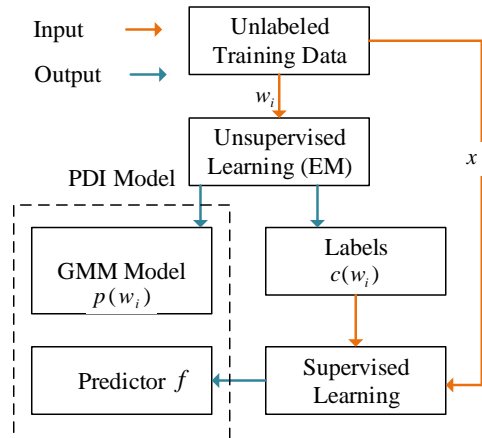 Input
Output
Unlabeled
Training Data
w_i
x
Unsupervised
Learning (EM)
PDI Model
GMM Model
p(w_i)
Labels
c(w_i)
Predictor f
Supervised
Learning